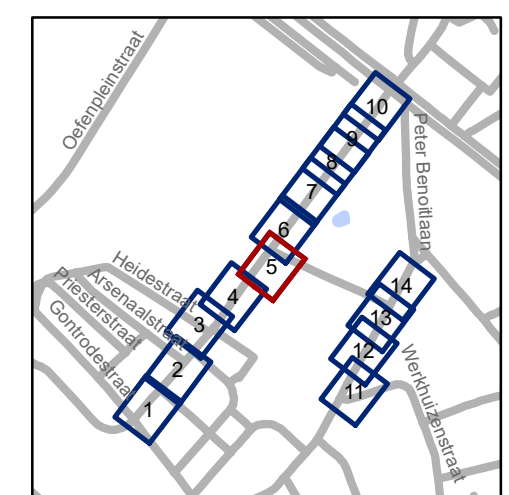 Oefenpleinstraat
10
Peter Benoitlaan
9
8
7
6
5
Heidestraat
14
Arsenaalstraat
4
Priesterstraat
3
13
Gontrodestraat
12
2
Werkhuizenstraat
11
1